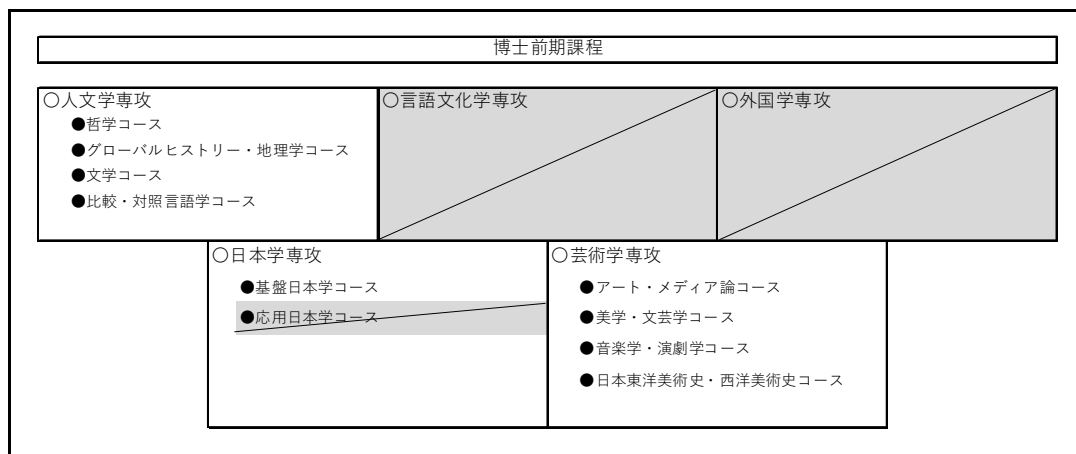 博士前期課程
○人文学専攻
●哲学コース
●グローバルヒストリー・地理学コース
●文学コース
●比較・対照言語学コース
○言語文化学専攻
○外国学専攻
○日本学専攻
●基盤日本学コース
●応用日本学コース
○芸術学専攻
●アート・メディア論コース
●美学・文芸学コース
●音楽学・演劇学コース
●日本東洋美術史・西洋美術史コース